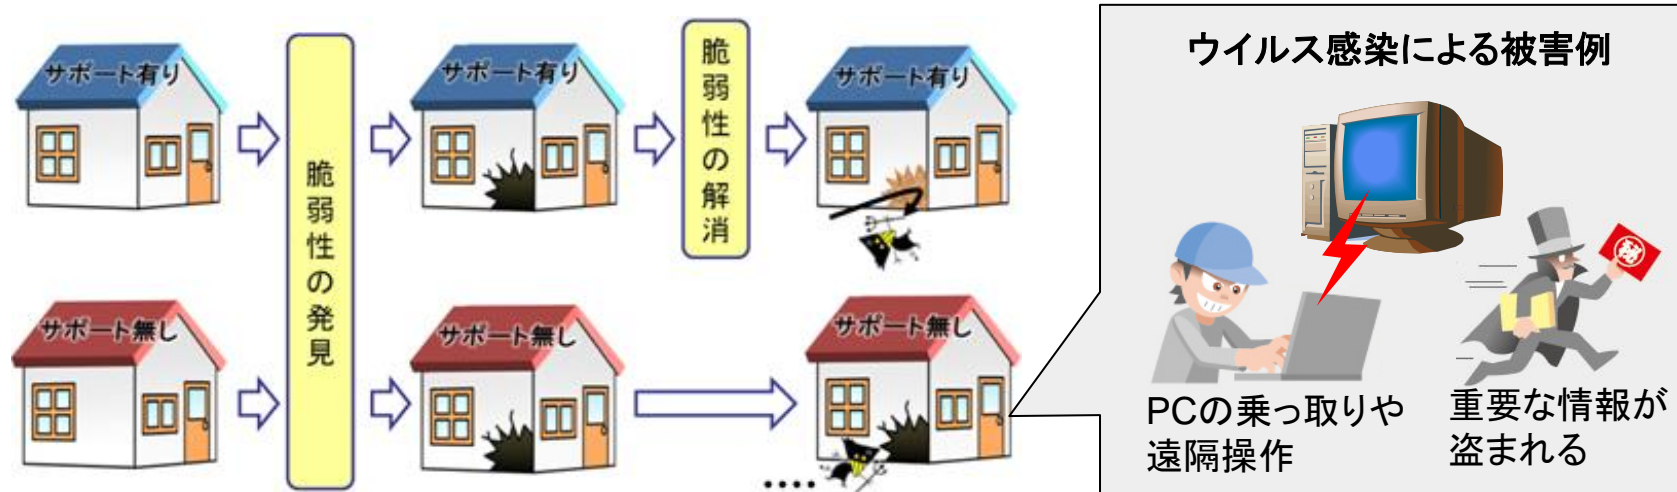 サポート有り
脆弱性の発見
サポート有り
脆弱性の解消
サポート有り
サポート無し
サポート無し
サポート無し
ウイルス感染による被害例
㊙
PCの乗っ取りや
遠隔操作
重要な情報が
盗まれる